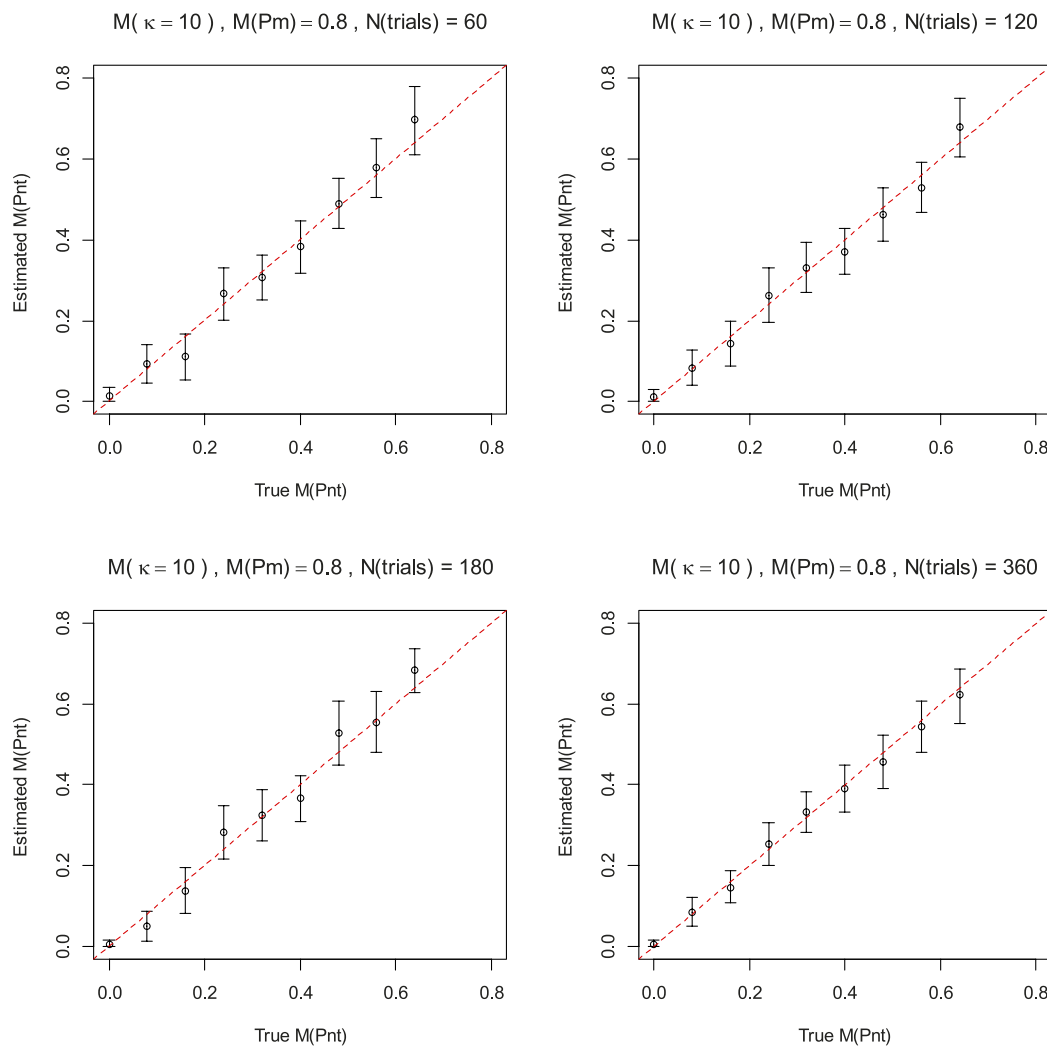 M( κ = 10 ) , M(Pm) = 0.8 , N(trials) = 60
0.8
0.6
0.4
0.2
0.0
Estimated M(Pnt)
0.0 0.2 0.4 0.6 0.8
True M(Pnt)
M( κ = 10 ) , M(Pm) = 0.8 , N(trials) = 120
0.8
0.6
0.4
0.2
0.0
Estimated M(Pnt)
0.0 0.2 0.4 0.6 0.8
True M(Pnt)
M( κ = 10 ) , M(Pm) = 0.8 , N(trials) = 180
0.8
0.6
0.4
0.2
0.0
Estimated M(Pnt)
0.0 0.2 0.4 0.6 0.8
True M(Pnt)
M( κ = 10 ) , M(Pm) = 0.8 , N(trials) = 360
0.8
0.6
0.4
0.2
0.0
Estimated M(Pnt)
0.0 0.2 0.4 0.6 0.8
True M(Pnt)